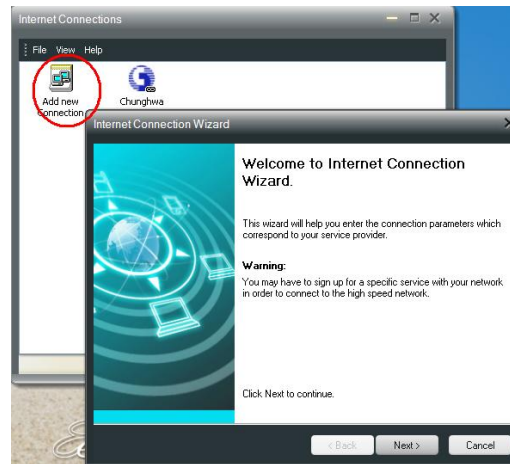 Internet Connections
File View Help
Add new
Connection
Chunghwa
Internet Connection Wizard
Welcome to Internet Connection
Wizard.
This wizard will help you enter the connection parameters which
correspond to your service provider.
Warning:
You may have to sign up for a specific service with your network
in order to connect to the high speed network.
Click Next to continue.
< Back Next > Cancel